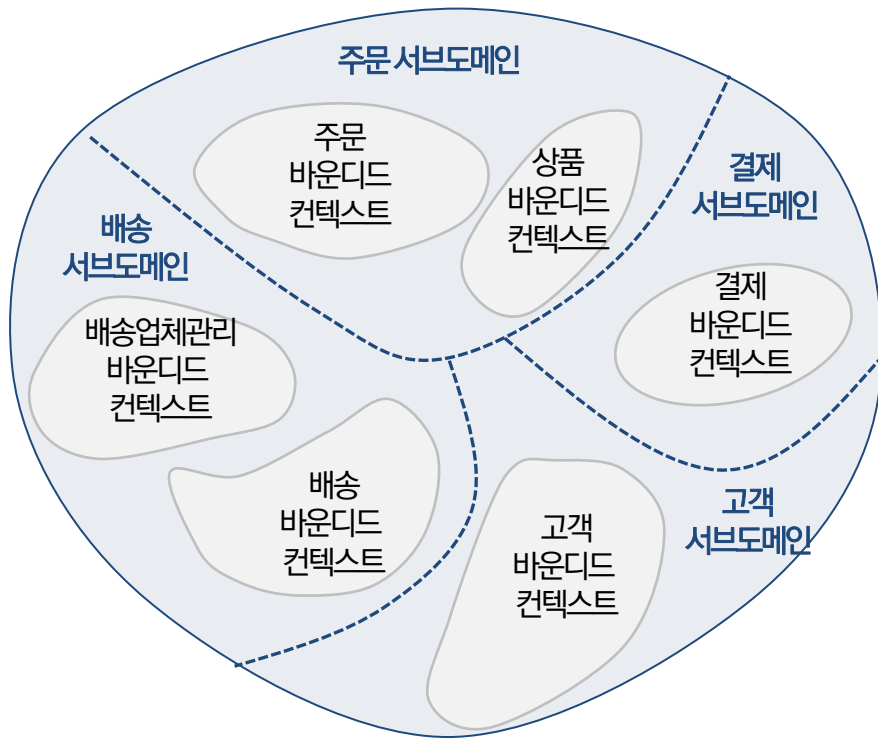 주문 서브도메인
주문
바운디드
컨텍스트
상품
바운디드
컨텍스트
결제
서브도메인
배송
서브도메인
결제
바운디드
컨텍스트
배송업체관리
바운디드
컨텍스트
배송
바운디드
컨텍스트
고객
서브도메인
고객
바운디드
컨텍스트